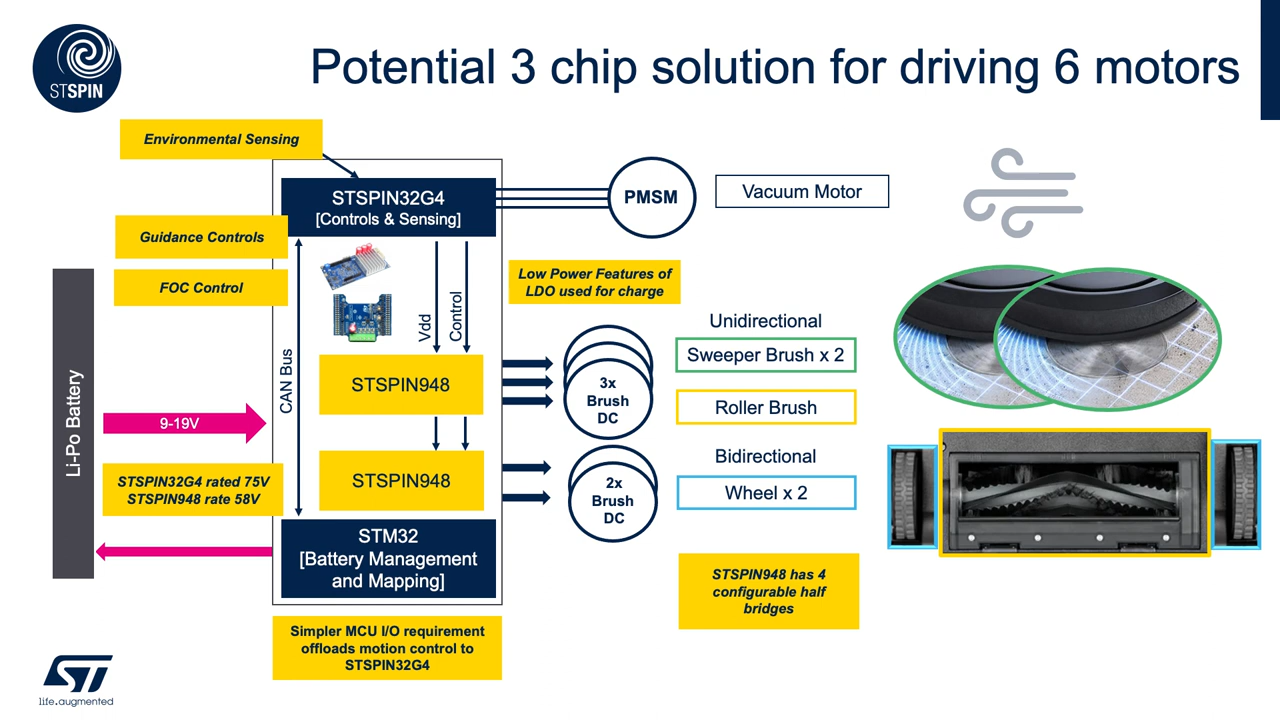 STSPIN
Potential 3 chip solution for driving 6 motors
Environmental Sensing
STSPIN32G4
[Controls & Sensing]
PMSM
Vacuum Motor
Guidance Controls
FOC Control
Low Power Features of
LDO used for charge
Vdd
Control
CAN Bus
Li-Po Battery
9-19V
STSPIN32G4 rated 75V
STSPIN948 rate 58V
STSPIN948
STSPIN948
3x
Brush
DC
2x
Brush
DC
Unidirectional
Sweeper Brush x 2
Roller Brush
Bidirectional
Wheel x 2
STM32
[Battery Management
and Mapping]
STSPIN948 has 4
configurable half
bridges
Simpler MCU I/O requirement
offloads motion control to
STSPIN32G4
ST
life.augmented